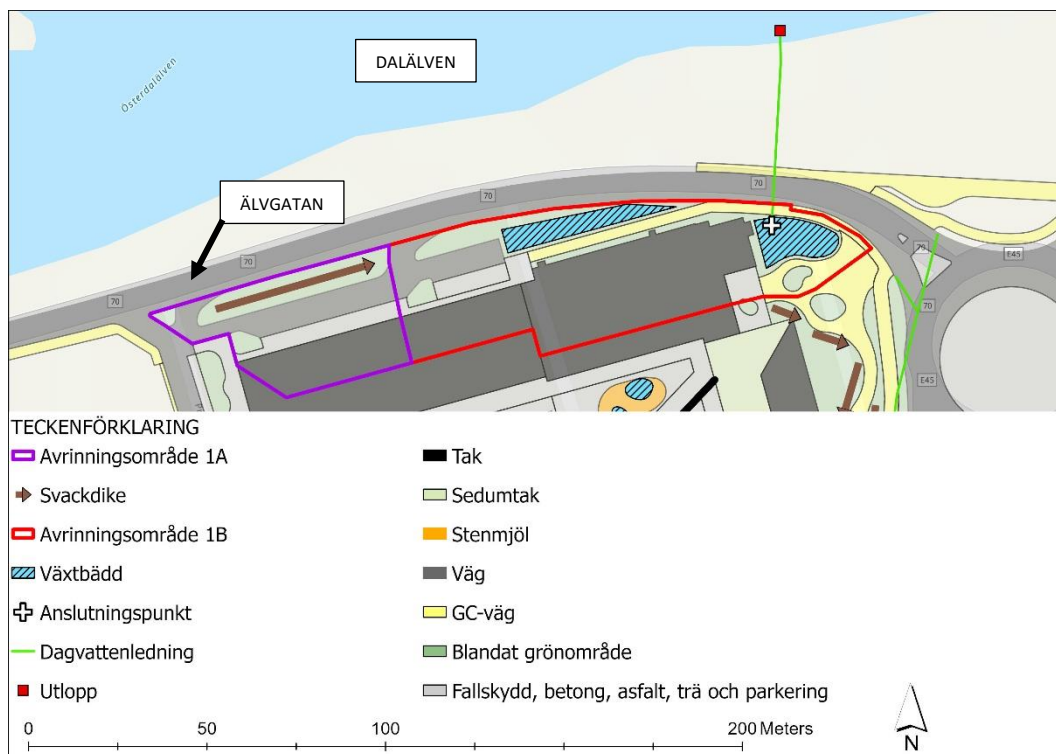 DALÄLVEN
Österdalälven
ÄLVGATAN
70
70
70
70
70
70
E45
70
E45
TECKENFÖRKLARING
Avrinningsområde 1A
Svackdike
Avrinningsområde 1B
Växtbädd
Anslutningspunkt
Dagvattenledning
Utlopp
Tak
Sedumtak
Stenmjöl
Väg
GC-väg
Blandat grönområde
Fallskydd, betong, asfalt, trä och parkering
0 50 100 200 Meters
N